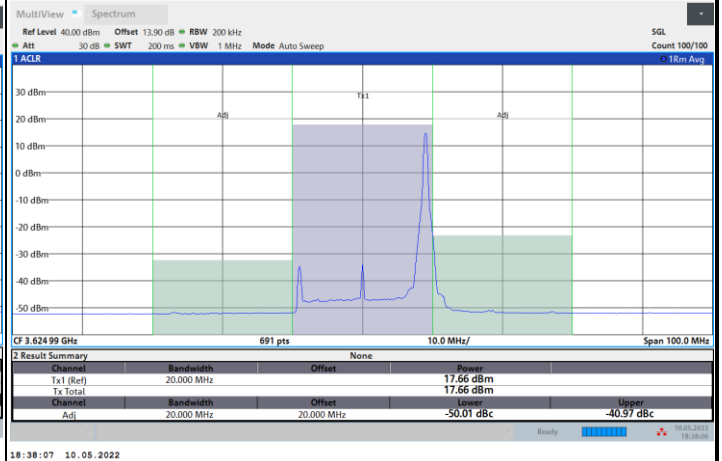 MultiView Spectrum
Ref Level 40.00 dBm Offset 13.90 dB RBW 200 kHz SGL
Att 30 dB SWT 200 ms VBW 1 MHz Mode Auto Sweep Count 100/100
1 ACLR 1Rm Avg
30 dBm
Tx1
20 dBm Adj Adj
10 dBm
0 dBm
-10 dBm
-20 dBm
-30 dBm
-40 dBm
-50 dBm
CF 3.624 99 GHz 691 pts 10.0 MHz/ Span 100.0 MHz
2 Result Summary None
Channel Bandwidth Offset Power
Tx1 (Ref) 20.000 MHz 17.66 dBm
Tx Total 17.66 dBm
Channel Bandwidth Offset Lower Upper
Adj 20.000 MHz 20.000 MHz -50.01 dBc -40.97 dBc
Ready 10.05.2022
18:38:06
18:38:07 10.05.2022